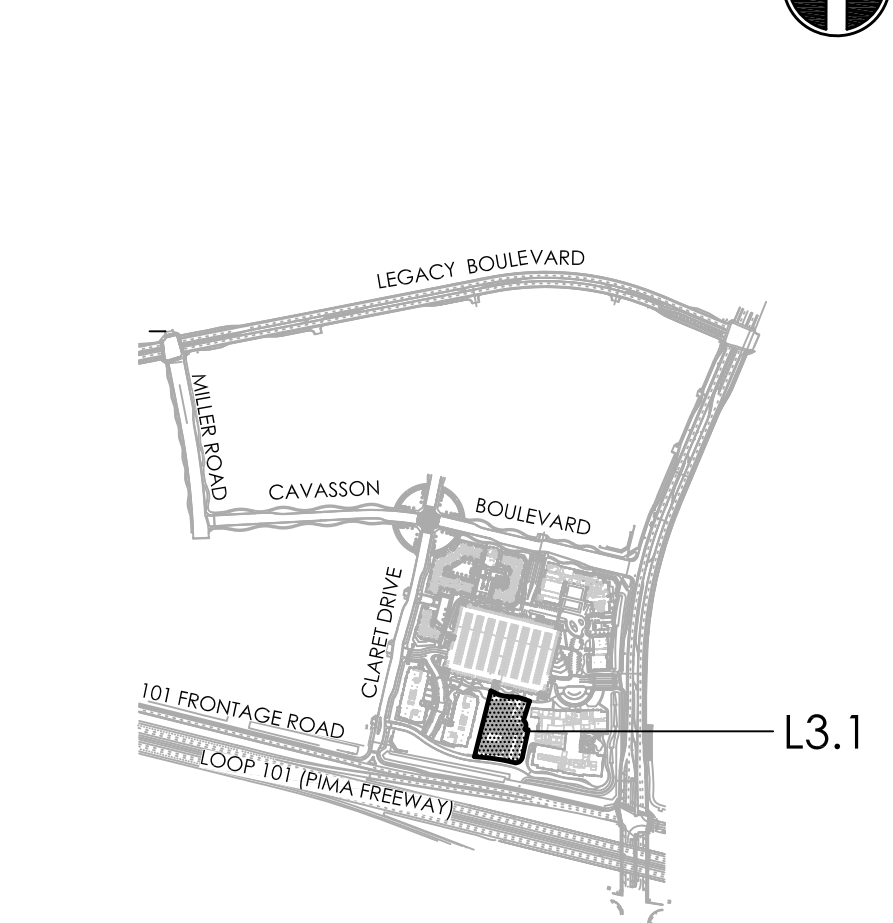 LEGACY BOULEVARD
MILLER ROAD
CAVASSON
BOULEVARD
CLARET DRIVE
101 FRONTAGE ROAD
L3.1
LOOP 101 (PIMA FREEWAY)